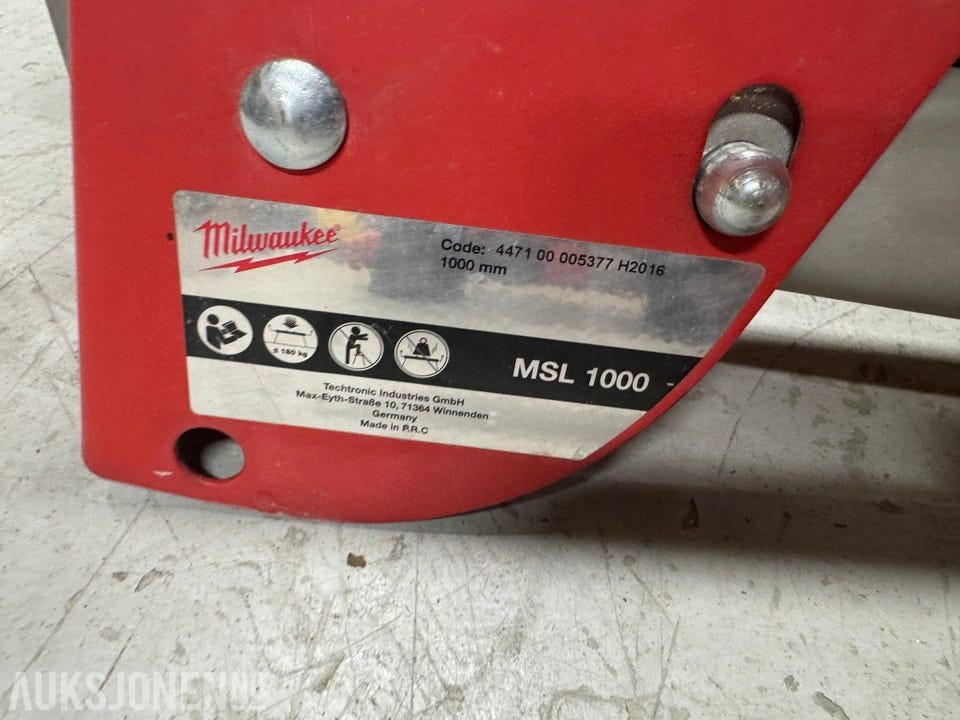 Milwaukee®
Code: 4471 00 005377 H2016
1000 mm
≤ 180 kg
MSL 1000
Techtronic Industries GmbH
Max-Eyth-Straße 10, 71364 Winnenden
Germany
Made in P.R.C
AUKSJONEN.NO